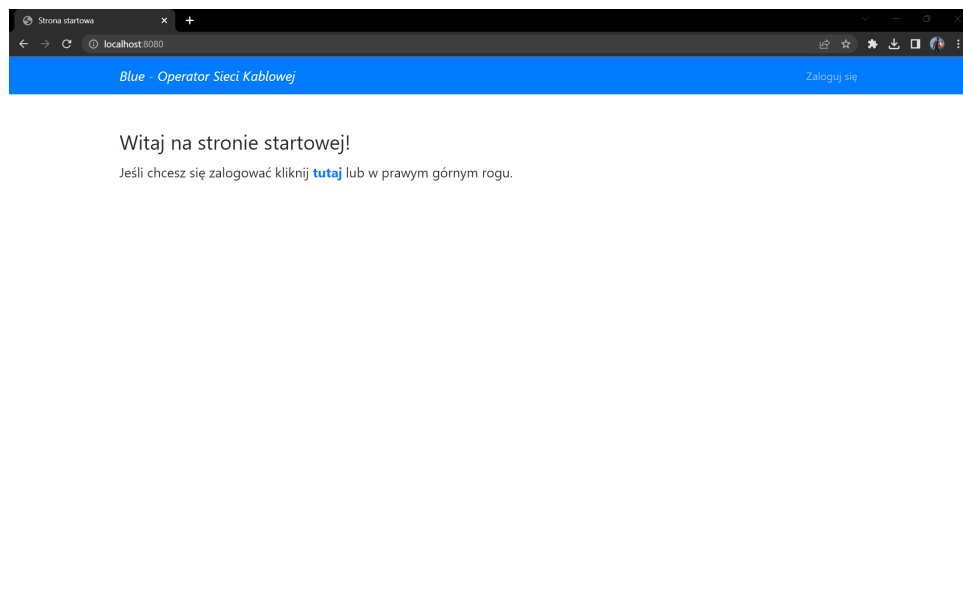 Strona startowa
localhost:8080
Blue - Operator Sieci Kablowej
Zaloguj się
Witaj na stronie startowej!
Jeśli chcesz się zalogować kliknij tutaj lub w prawym górnym rogu.